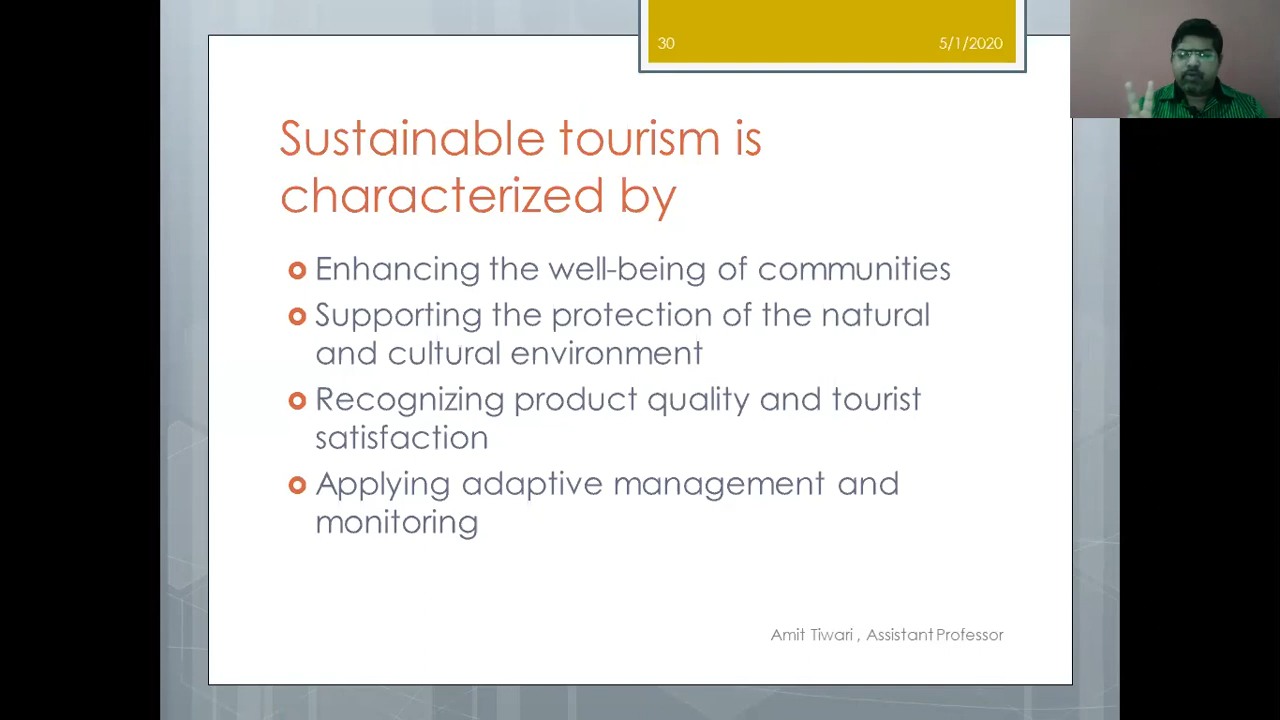 30
5/1/2020
Sustainable tourism is
characterized by
Enhancing the well-being of communities
Supporting the protection of the natural
and cultural environment
Recognizing product quality and tourist
satisfaction
Applying adaptive management and
monitoring
Amit Tiwari , Assistant Professor